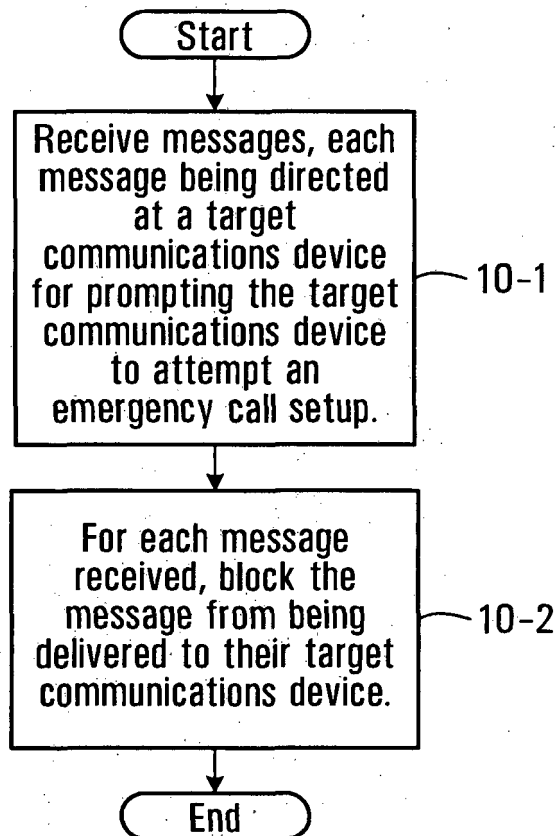 Start
Receive messages, each
message being directed
at a target
communications device
for prompting the target
communications device
to attempt an
emergency call setup.
10-1
For each message
received, block the
message from being
delivered to their target
communications device.
10-2
End